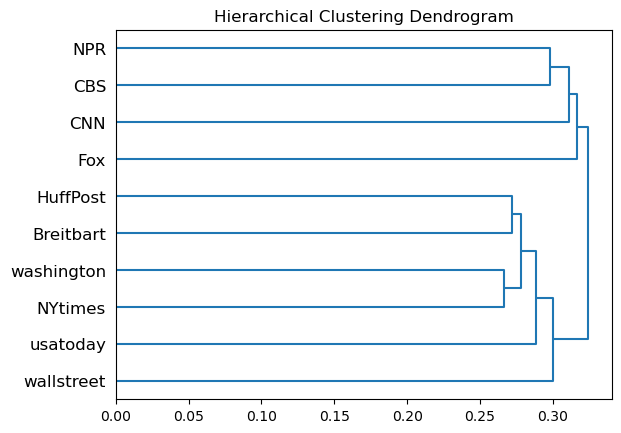 Hierarchical Clustering Dendrogram
NPR
CBS
CNN
Fox
HuffPost
Breitbart
washington
NYtimes
usatoday
wallstreet
0.00 0.05 0.10 0.15 0.20 0.25 0.30